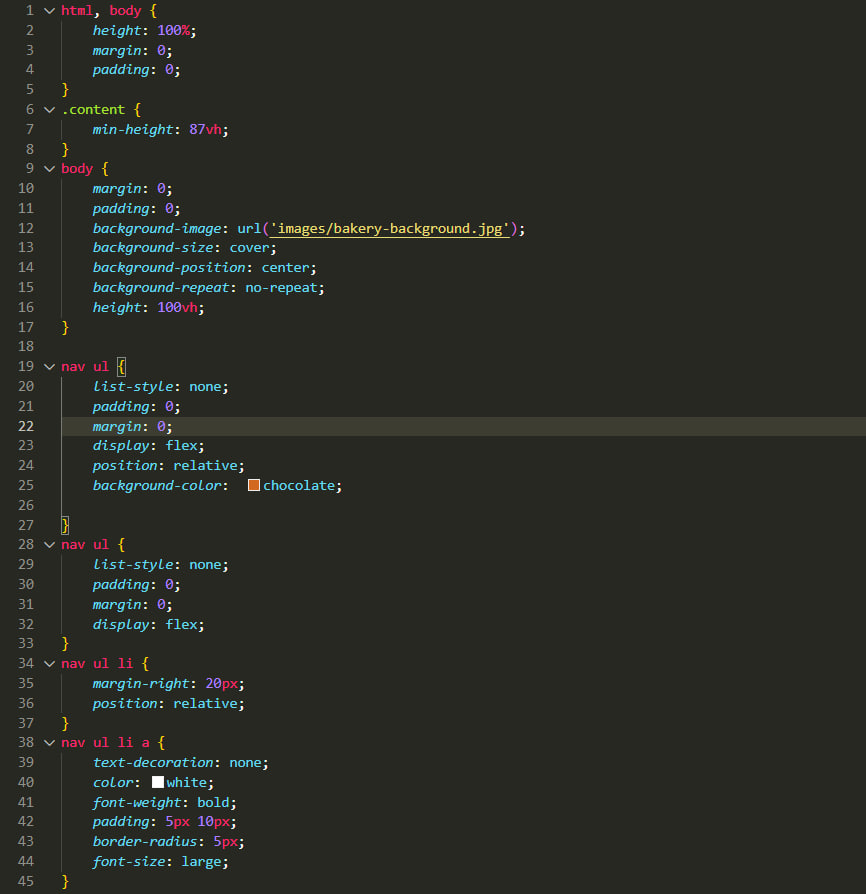 1 html, body {
2 height: 100%;
3 margin: 0;
4 padding: 0;
5 }
6 .content {
7 min-height: 87vh;
8 }
9 body {
10 margin: 0;
11 padding: 0;
12 background-image: url('images/bakery-background.jpg');
13 background-size: cover;
14 background-position: center;
15 background-repeat: no-repeat;
16 height: 100vh;
17 }
18
19 nav ul {
20 list-style: none;
21 padding: 0;
22 margin: 0;
23 display: flex;
24 position: relative;
25 background-color: chocolate;
26
27 }
28 nav ul {
29 list-style: none;
30 padding: 0;
31 margin: 0;
32 display: flex;
33 }
34 nav ul li {
35 margin-right: 20px;
36 position: relative;
37 }
38 nav ul li a {
39 text-decoration: none;
40 color: white;
41 font-weight: bold;
42 padding: 5px 10px;
43 border-radius: 5px;
44 font-size: large;
45 }